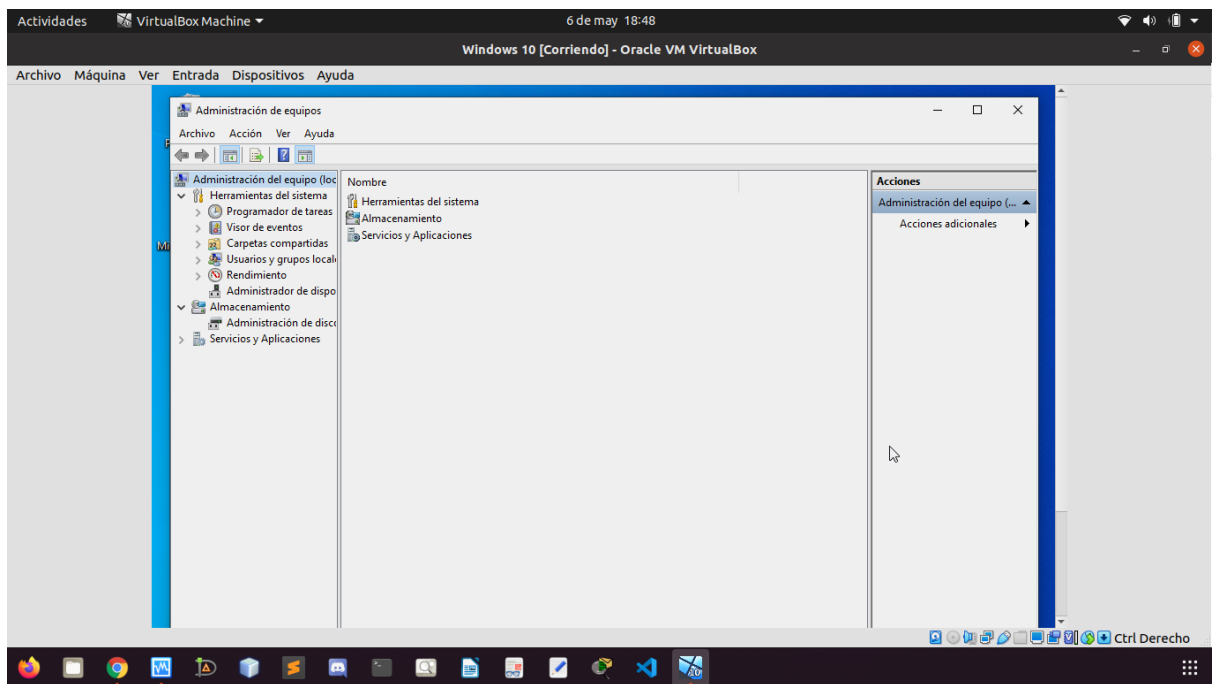 Actividades VirtualBox Machine 6 de may 18:48
Windows 10 [Corriendo] - Oracle VM VirtualBox
Archivo Máquina Ver Entrada Dispositivos Ayuda
Administración de equipos
Archivo Acción Ver Ayuda
Administración del equipo (loc
Herramientas del sistema
Programador de tareas
Visor de eventos
Carpetas compartidas
Usuarios y grupos local
Rendimiento
Administrador de dispo
Almacenamiento
Administración de disc
Servicios y Aplicaciones
Nombre
Herramientas del sistema
Almacenamiento
Servicios y Aplicaciones
Acciones
Administración del equipo (...
Acciones adicionales
Mi
Ctrl Derecho